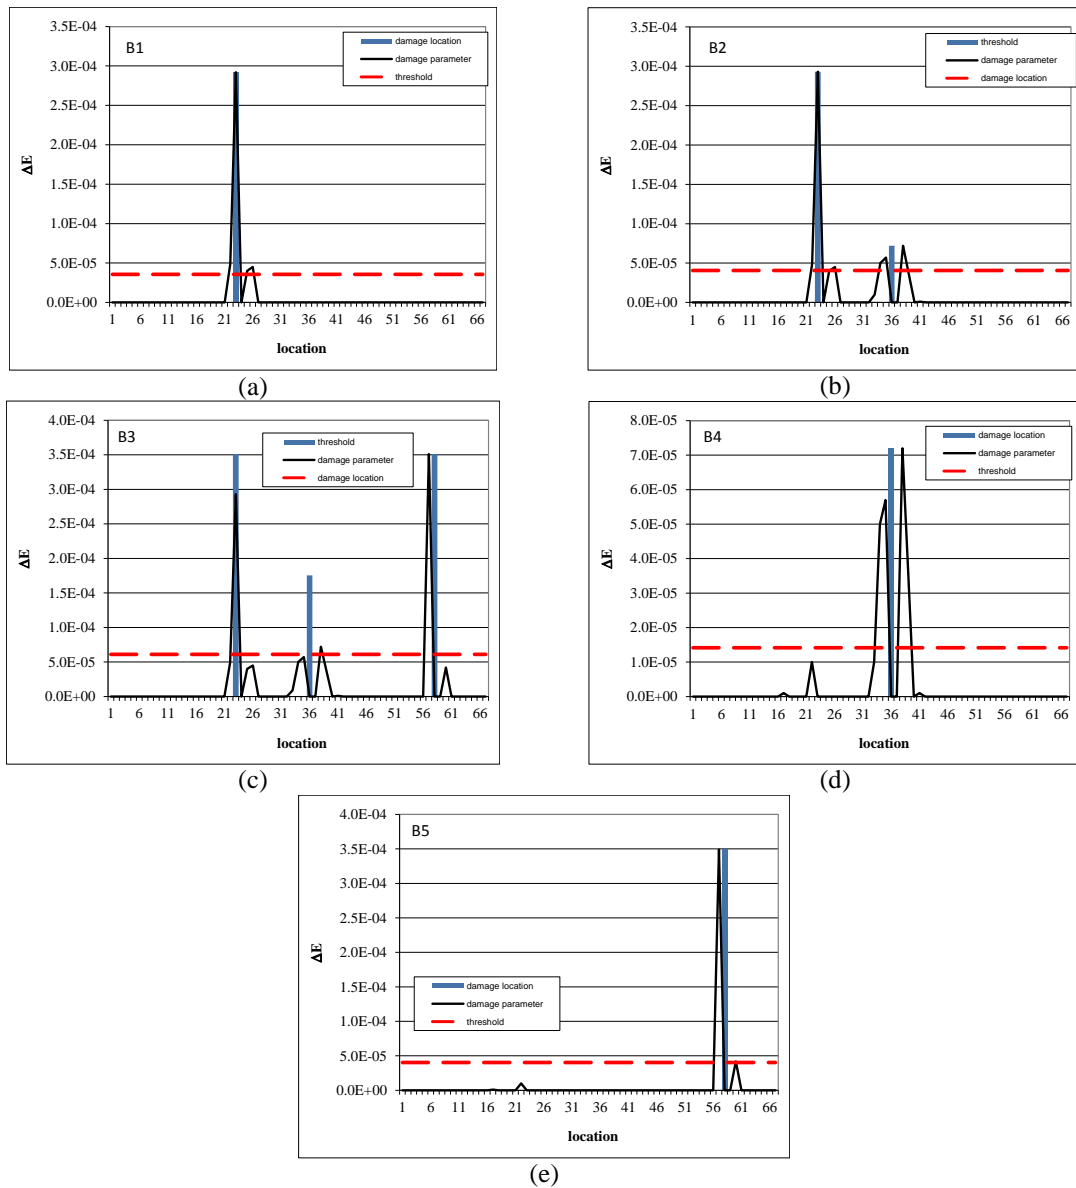 B1
3.5E-04
3.0E-04
2.5E-04
2.0E-04
1.5E-04
1.0E-04
5.0E-05
0.0E+00
ΔE
damage location
damage parameter
threshold
1 6 11 16 21 26 31 36 41 46 51 56 61 66
location
(a)
B2
3.5E-04
3.0E-04
2.5E-04
2.0E-04
1.5E-04
1.0E-04
5.0E-05
0.0E+00
ΔE
threshold
damage parameter
damage location
1 6 11 16 21 26 31 36 41 46 51 56 61 66
location
(b)
B3
4.0E-04
3.5E-04
3.0E-04
2.5E-04
2.0E-04
1.5E-04
1.0E-04
5.0E-05
0.0E+00
ΔE
threshold
damage parameter
damage location
1 6 11 16 21 26 31 36 41 46 51 56 61 66
location
(c)
B4
8.0E-05
7.0E-05
6.0E-05
5.0E-05
4.0E-05
3.0E-05
2.0E-05
1.0E-05
0.0E+00
ΔE
damage location
damage parameter
threshold
1 6 11 16 21 26 31 36 41 46 51 56 61 66
location
(d)
B5
4.0E-04
3.5E-04
3.0E-04
2.5E-04
2.0E-04
1.5E-04
1.0E-04
5.0E-05
0.0E+00
ΔE
damage location
damage parameter
threshold
1 6 11 16 21 26 31 36 41 46 51 56 61 66
location
(e)